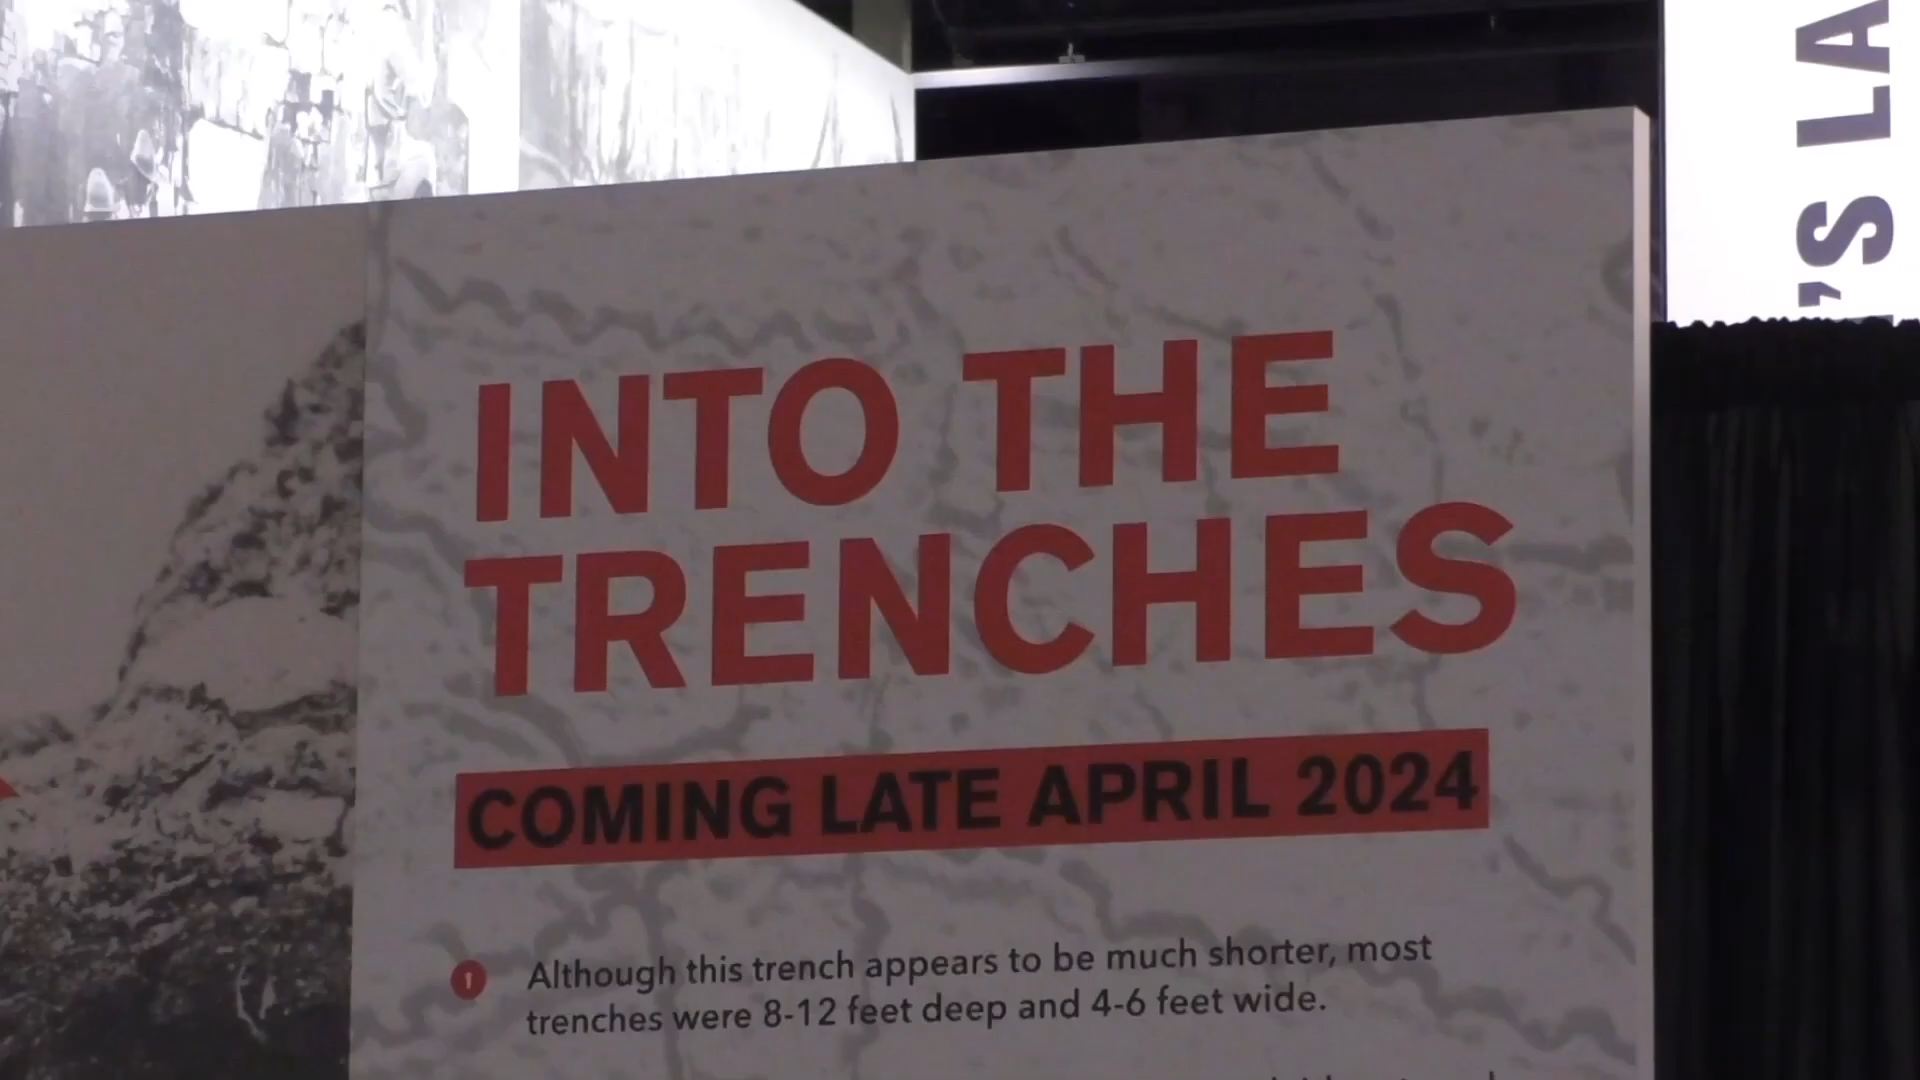 INTO THE
TRENCHES
COMING LATE APRIL 2024
1 Although this trench appears to be much shorter, most
trenches were 8-12 feet deep and 4-6 feet wide.
'S LA